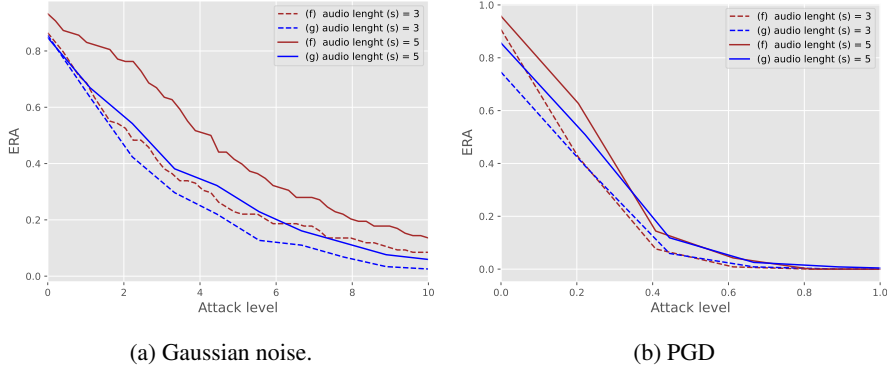 (f) audio lenght (s) = 3
(g) audio lenght (s) = 3
(f) audio lenght (s) = 5
(g) audio lenght (s) = 5
0.8
0.6
0.4
0.2
0.0
ERA
0 2 4 6 8 10
Attack level
(a) Gaussian noise.
(f) audio lenght (s) = 3
(g) audio lenght (s) = 3
(f) audio lenght (s) = 5
(g) audio lenght (s) = 5
1.0
0.8
0.6
0.4
0.2
0.0
ERA
0.0 0.2 0.4 0.6 0.8 1.0
Attack level
(b) PGD